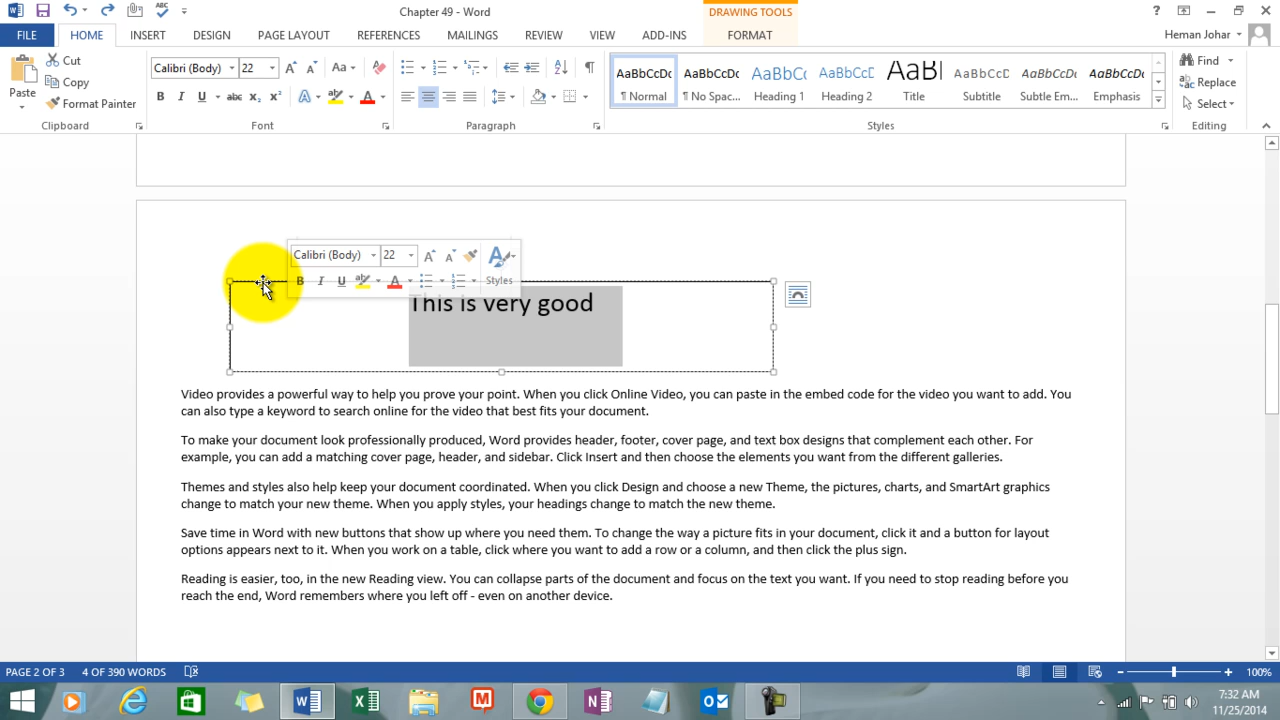 Chapter 49 - Word
DRAWING TOOLS
FILE
HOME
INSERT
DESIGN
PAGE LAYOUT
REFERENCES
MAILINGS
REVIEW
VIEW
ADD-INS
FORMAT
Heman Johar
Paste
Cut
Copy
Format Painter
Clipboard
Calibri (Body)
22
Font
Paragraph
AaBbCcDc
¶ Normal
AaBbCcDc
¶ No Spac...
AaBbCc
Heading 1
AaBbCcC
Heading 2
AaBl
Title
AaBbCcC
Subtitle
AaBbCcDc
Subtle Em...
AaBbCcDc
Emphasis
Styles
Find
Replace
Select
Editing
Calibri (Body)
22
Styles
This is very good
Video provides a powerful way to help you prove your point. When you click Online Video, you can paste in the embed code for the video you want to add. You
can also type a keyword to search online for the video that best fits your document.
To make your document look professionally produced, Word provides header, footer, cover page, and text box designs that complement each other. For
example, you can add a matching cover page, header, and sidebar. Click Insert and then choose the elements you want from the different galleries.
Themes and styles also help keep your document coordinated. When you click Design and choose a new Theme, the pictures, charts, and SmartArt graphics
change to match your new theme. When you apply styles, your headings change to match the new theme.
Save time in Word with new buttons that show up where you need them. To change the way a picture fits in your document, click it and a button for layout
options appears next to it. When you work on a table, click where you want to add a row or a column, and then click the plus sign.
Reading is easier, too, in the new Reading view. You can collapse parts of the document and focus on the text you want. If you need to stop reading before you
reach the end, Word remembers where you left off - even on another device.
PAGE 2 OF 3
4 OF 390 WORDS
100%
7:32 AM
11/25/2014